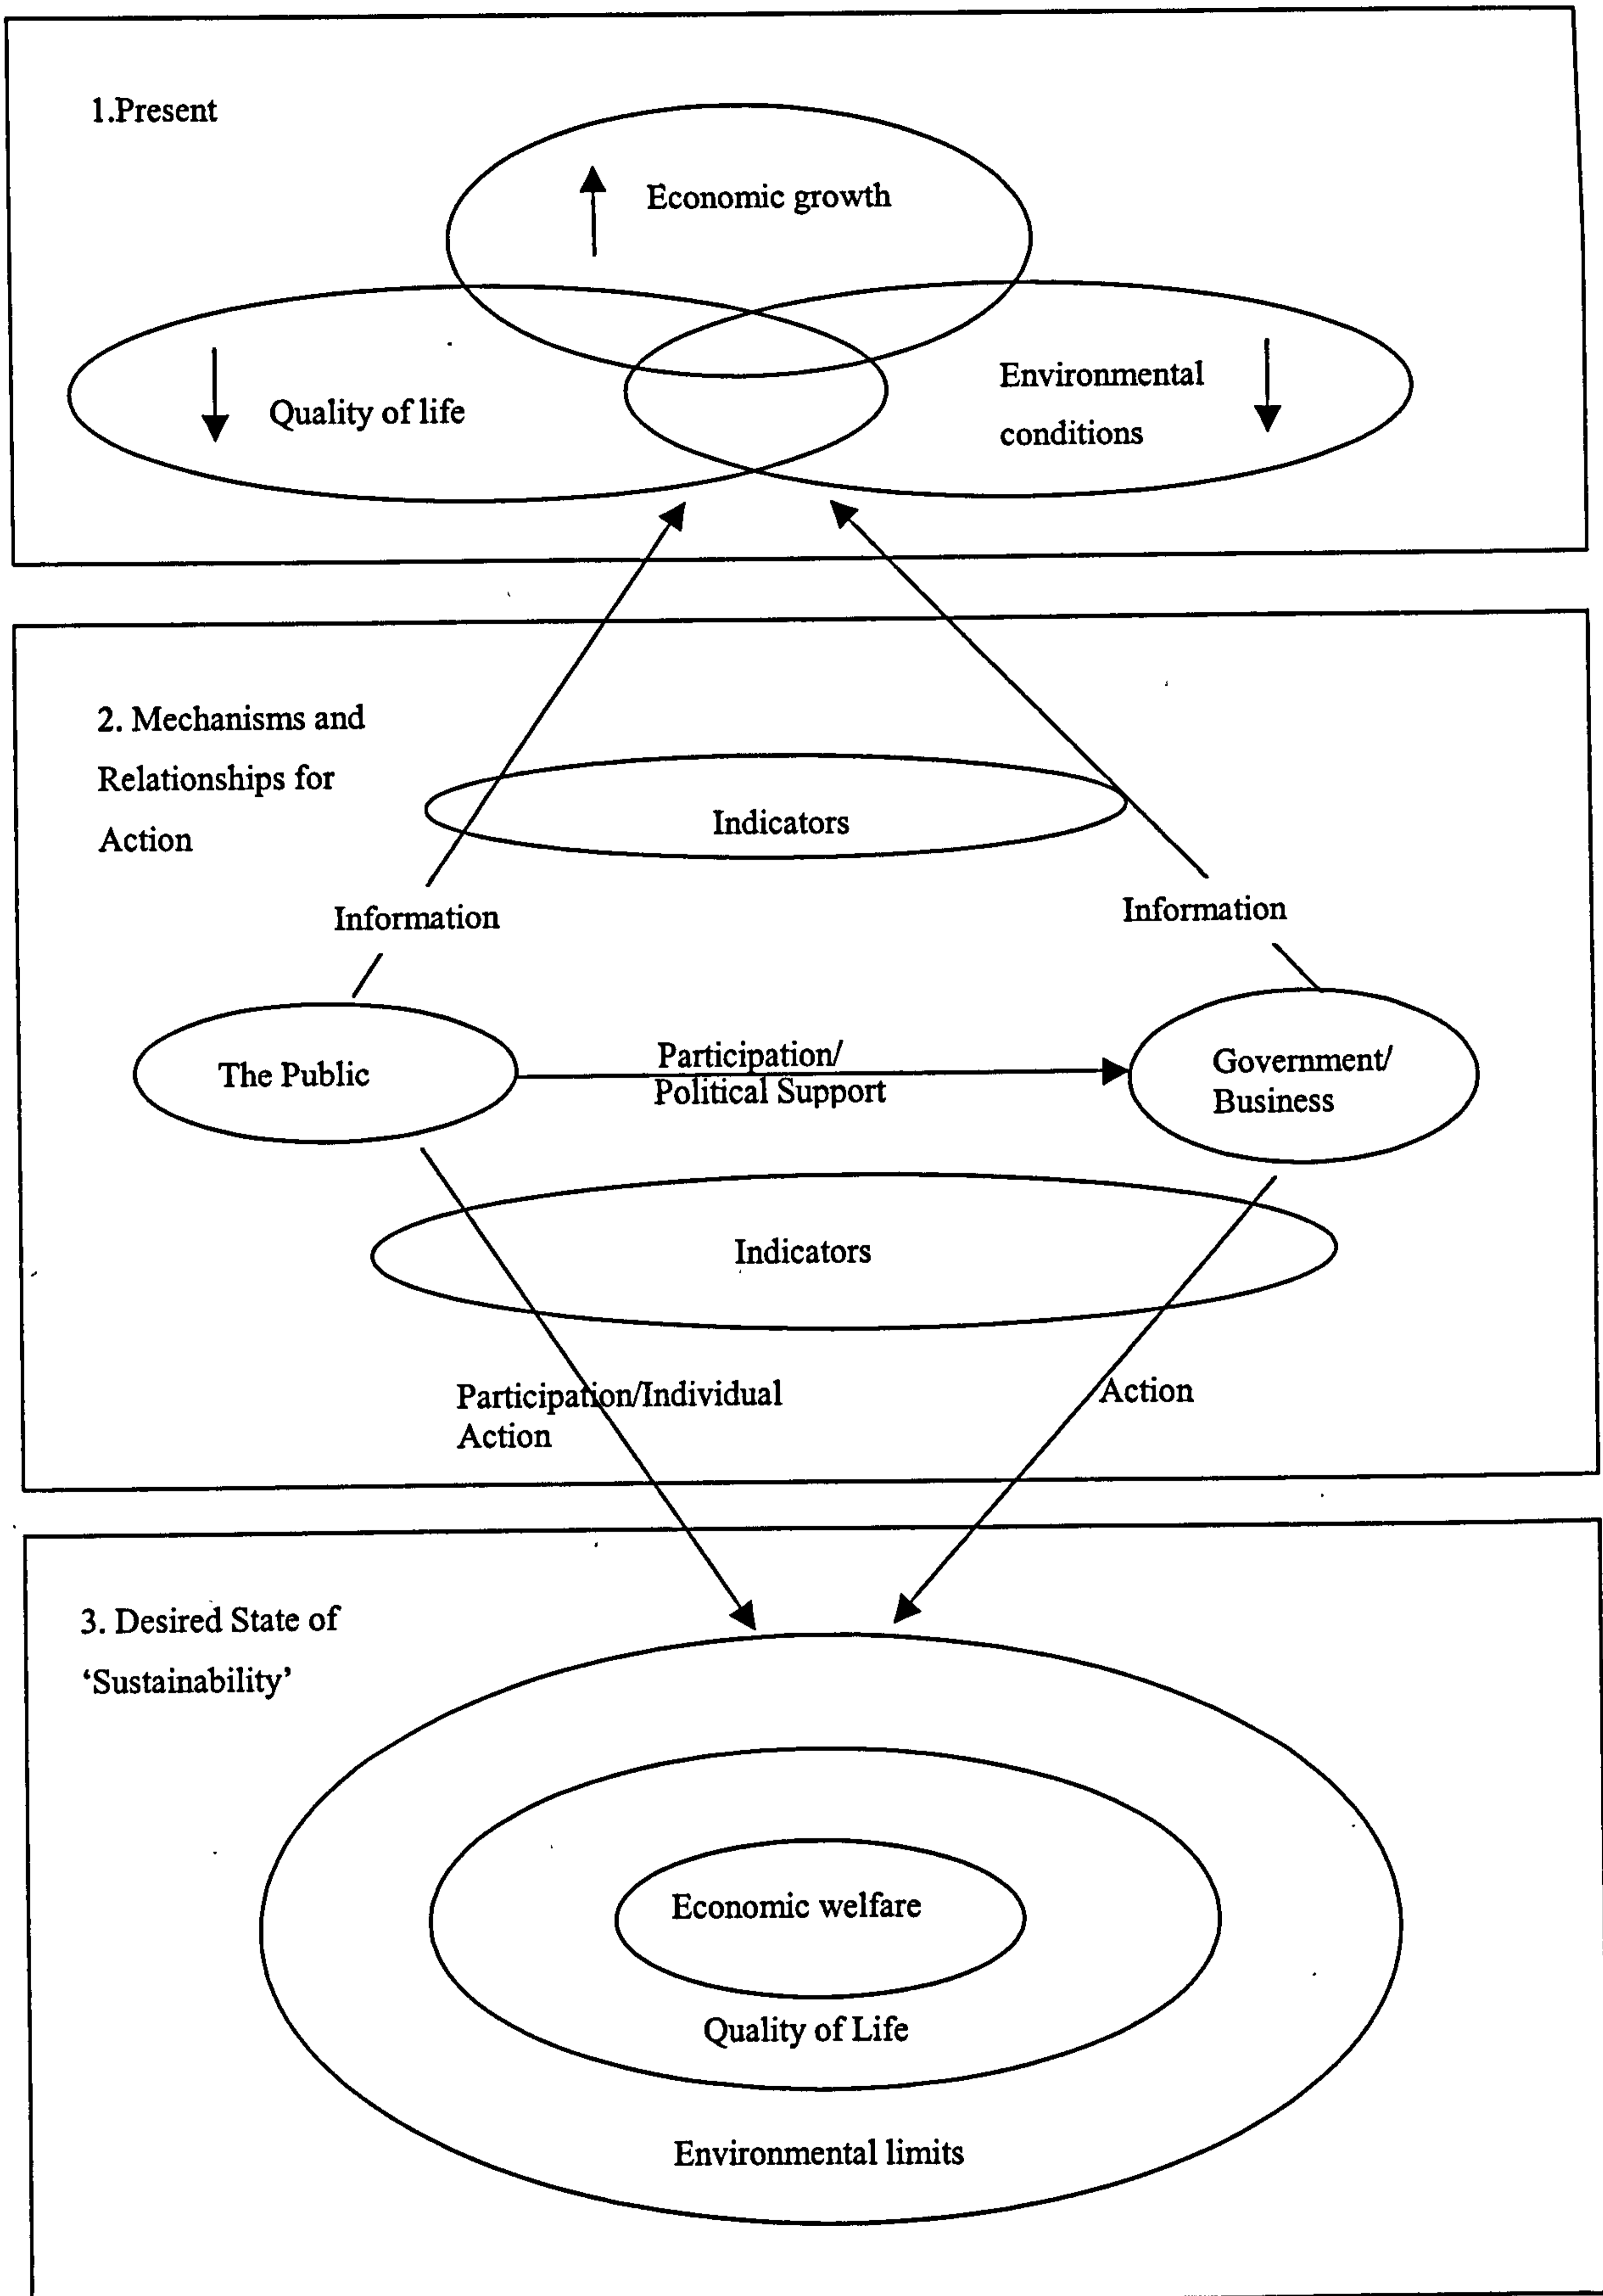 1.Present
Economic growth
Quality of life
Environmental
conditions
2. Mechanisms and
Relationships for
Action
Indicators
Information
Information
The Public
Participation/
Political Support
Government/
Business
Indicators
Participation/Individual
Action
Action
3. Desired State of
‘Sustainability’
Economic welfare
Quality of Life
Environmental limits